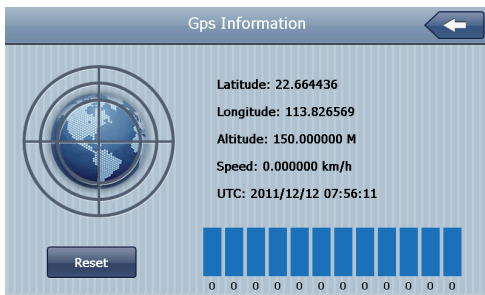 Gps Information
Latitude: 22.664436
Longitude: 113.826569
Altitude: 150.000000 M
Speed: 0.000000 km/h
UTC: 2011/12/12 07:56:11
Reset
0 0 0 0 0 0 0 0 0 0 0 0